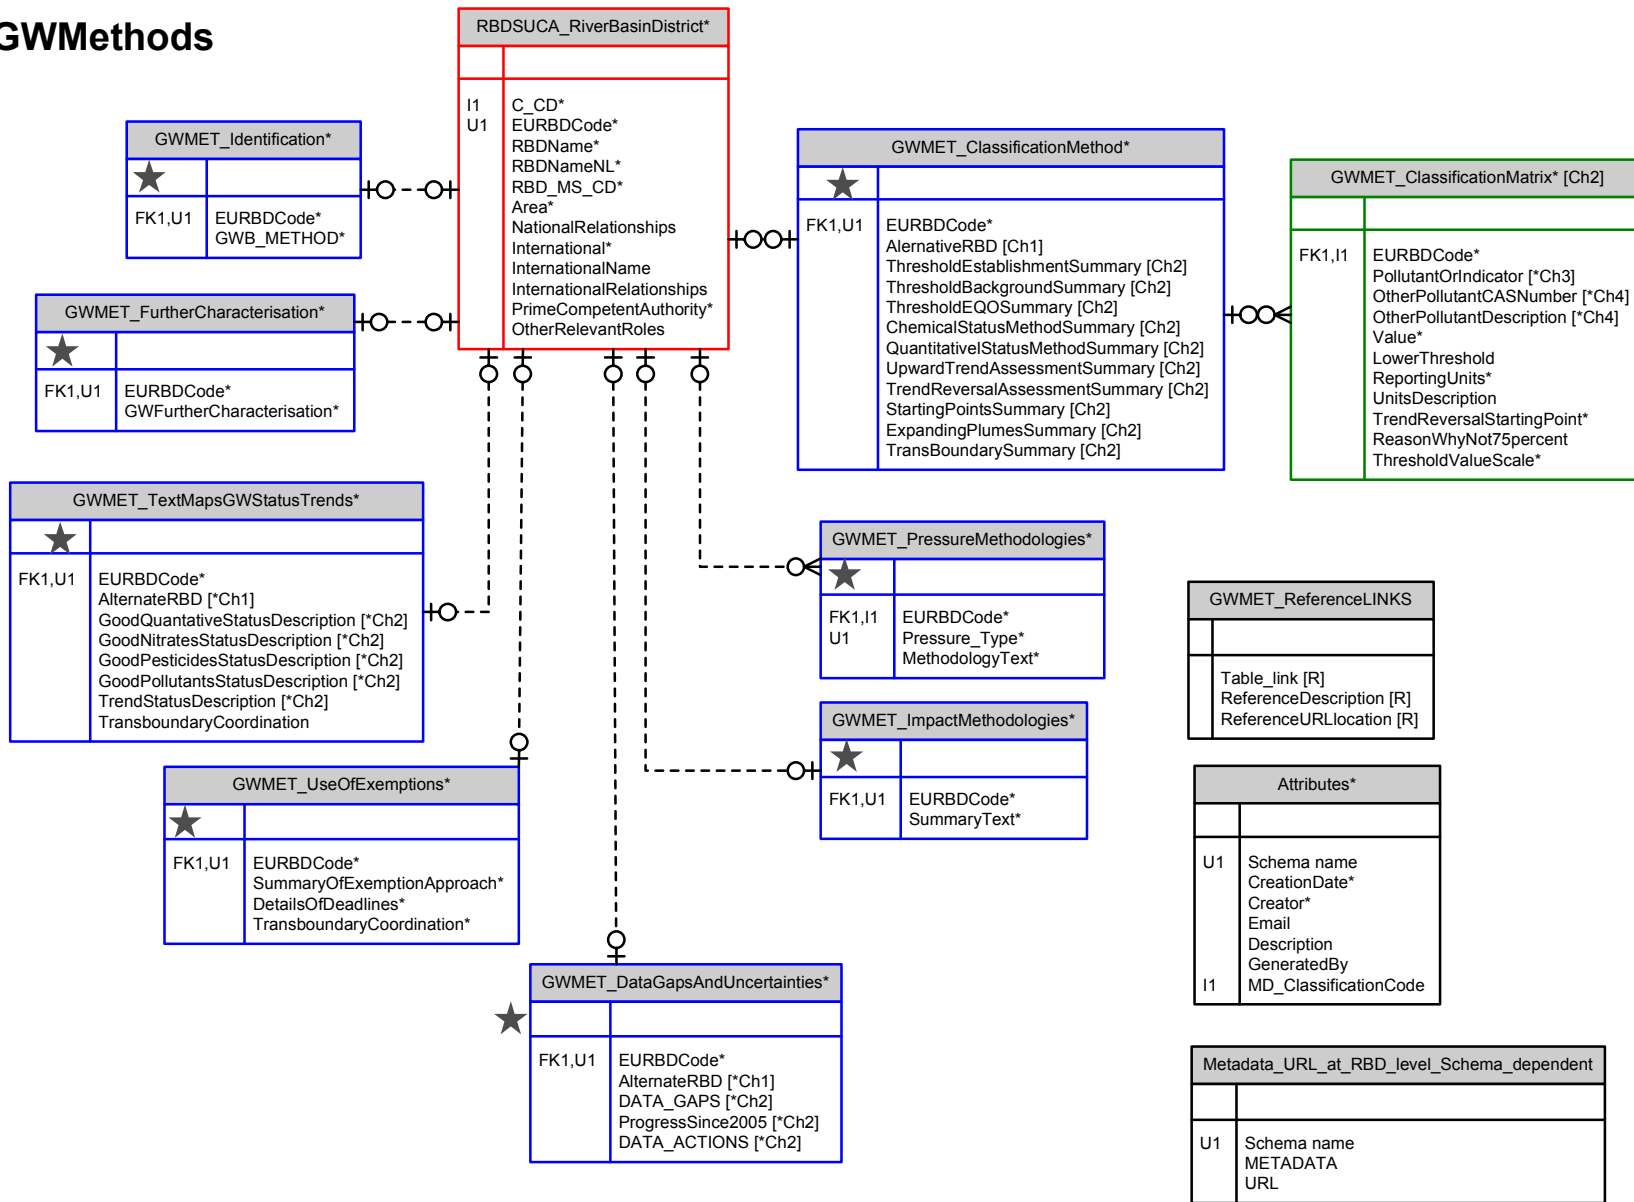 GWMethods
RBDSUCA_RiverBasinDistrict*
I1 C_CD*
U1 EURBDCode*
RBDName*
RBDNameNL*
RBD_MS_CD*
Area*
NationalRelationships
International*
InternationalName
InternationalRelationships
PrimeCompetentAuthority*
OtherRelevantRoles
GWMET_Identification*
FK1,U1 EURBDCode*
GWB_METHOD*
GWMET_FurtherCharacterisation*
FK1,U1 EURBDCode*
GWFurtherCharacterisation*
GWMET_ClassificationMethod*
FK1,U1 EURBDCode*
AlernativeRBD [Ch1]
ThresholdEstablishmentSummary [Ch2]
ThresholdBackgroundSummary [Ch2]
ThresholdEQOSummary [Ch2]
ChemicalStatusMethodSummary [Ch2]
QuantitativelStatusMethodSummary [Ch2]
UpwardTrendAssessmentSummary [Ch2]
TrendReversalAssessmentSummary [Ch2]
StartingPointsSummary [Ch2]
ExpandingPlumesSummary [Ch2]
TransBoundarySummary [Ch2]
GWMET_ClassificationMatrix* [Ch2]
FK1,I1 EURBDCode*
PollutantOrIndicator [*Ch3]
OtherPollutantCASNumber [*Ch4]
OtherPollutantDescription [*Ch4]
Value*
LowerThreshold
ReportingUnits*
UnitsDescription
TrendReversalStartingPoint*
ReasonWhyNot75percent
ThresholdValueScale*
GWMET_TextMapsGWStatusTrends*
FK1,U1 EURBDCode*
AlternateRBD [*Ch1]
GoodQuantativeStatusDescription [*Ch2]
GoodNitratesStatusDescription [*Ch2]
GoodPesticidesStatusDescription [*Ch2]
GoodPollutantsStatusDescription [*Ch2]
TrendStatusDescription [*Ch2]
TransboundaryCoordination
GWMET_PressureMethodologies*
FK1,I1 EURBDCode*
U1 Pressure_Type*
MethodologyText*
GWMET_ReferenceLINKS
Table_link [R]
ReferenceDescription [R]
ReferenceURLlocation [R]
GWMET_ImpactMethodologies*
FK1,U1 EURBDCode*
SummaryText*
GWMET_UseOfExemptions*
FK1,U1 EURBDCode*
SummaryOfExemptionApproach*
DetailsOfDeadlines*
TransboundaryCoordination*
Attributes*
U1 Schema name
CreationDate*
Creator*
Email
Description
GeneratedBy
I1 MD_ClassificationCode
GWMET_DataGapsAndUncertainties*
FK1,U1 EURBDCode*
AlternateRBD [*Ch1]
DATA_GAPS [*Ch2]
ProgressSince2005 [*Ch2]
DATA_ACTIONS [*Ch2]
Metadata_URL_at_RBD_level_Schema_dependent
U1 Schema name
METADATA
URL